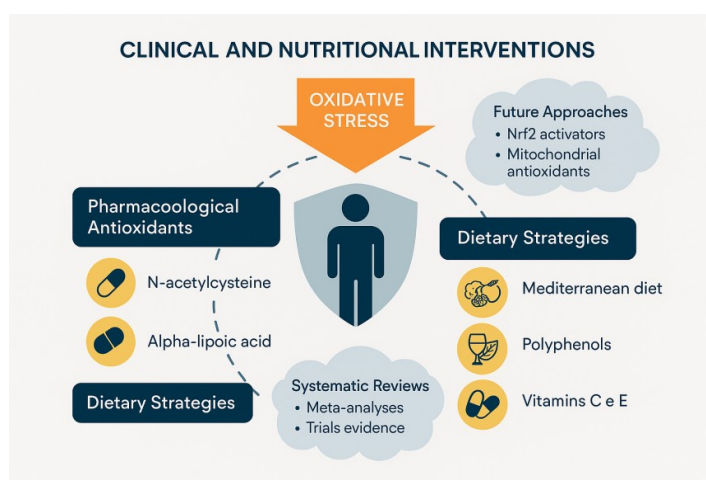 CLINICAL AND NUTRITIONAL INTERVENTIONS
OXIDATIVE
STRESS
Future Approaches
• Nrf2 activators
• Mitochondrial
antioxidants
Pharmacoological
Antioxidants
N-acetylcysteine
Alpha-lipoic acid
Dietary Strategies
Dietary Strategies
Mediterranean diet
Polyphenols
Vitamins C e E
Systematic Reviews
• Meta-analyses
• Trials evidence